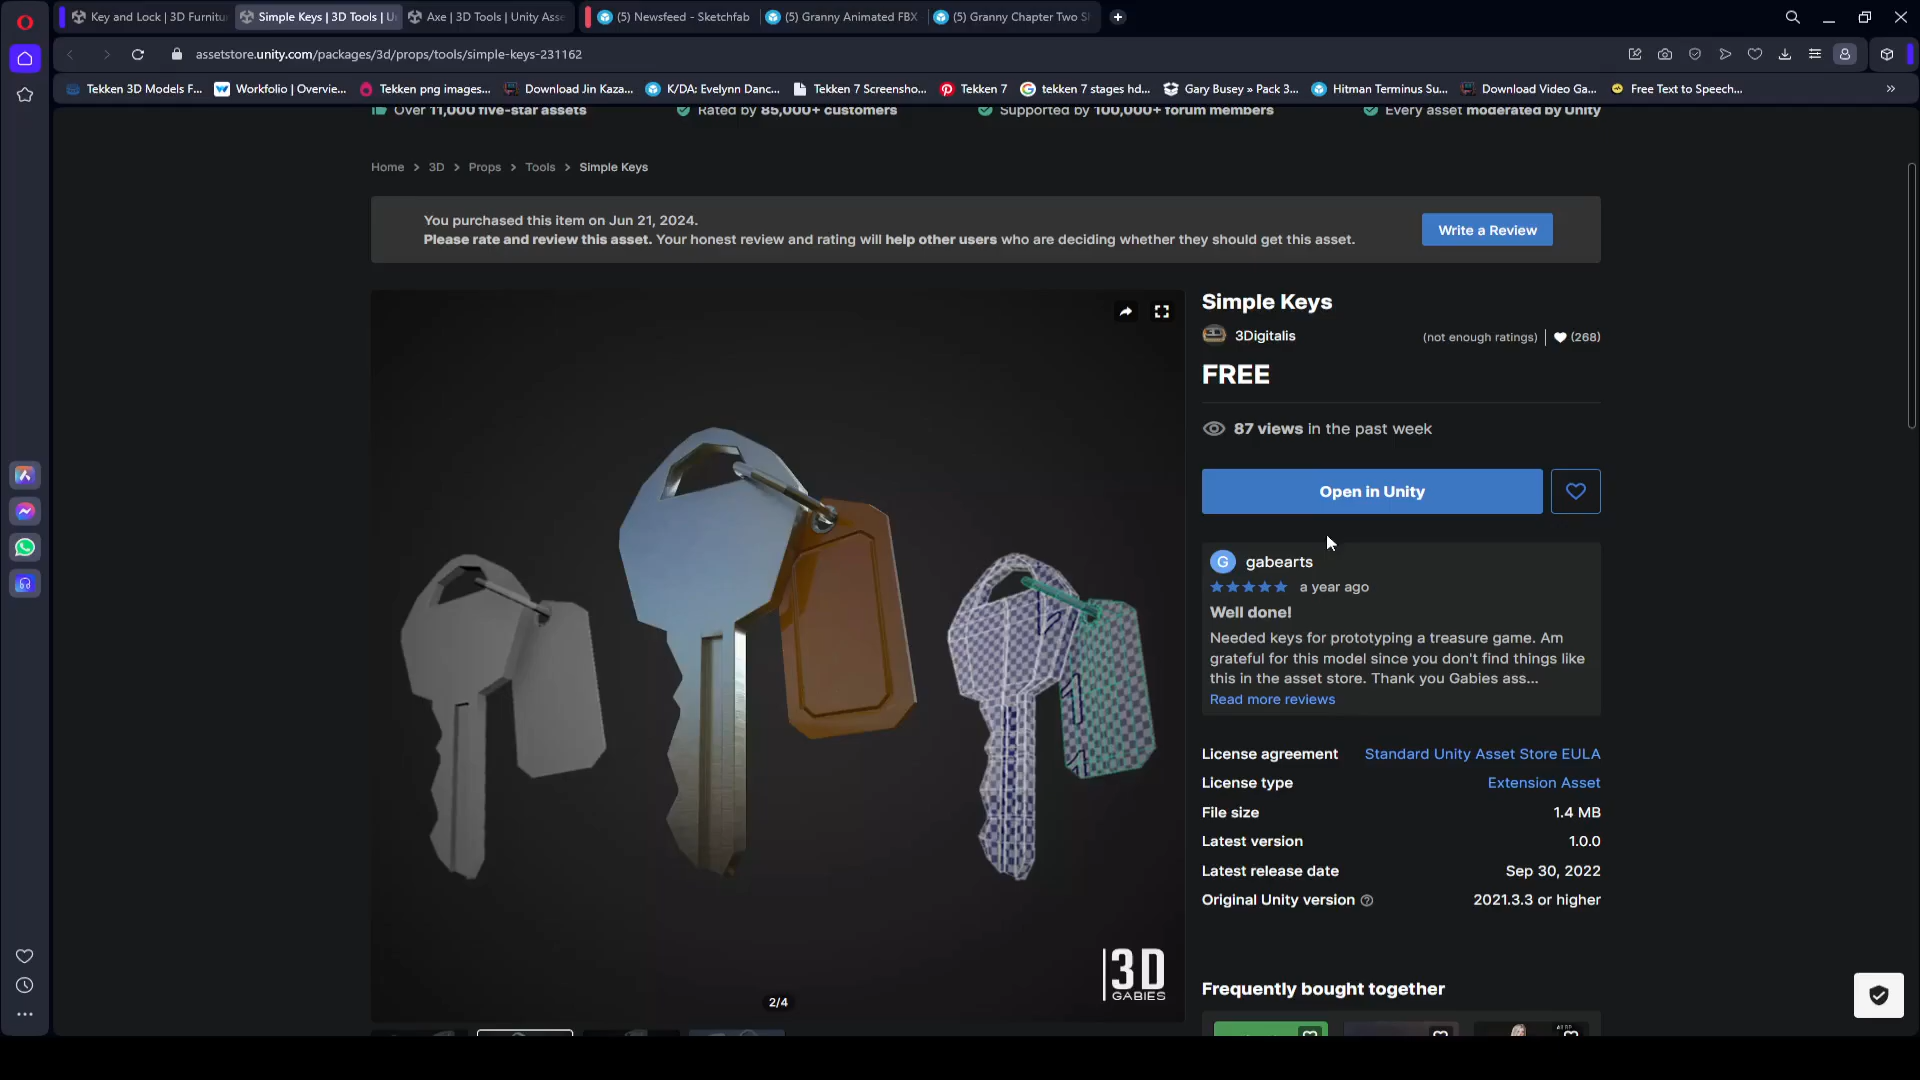 Key and Lock | 3D Furnitu
Simple Keys | 3D Tools | U
Axe | 3D Tools | Unity Asse
(5) Newsfeed - Sketchfab
(5) Granny Animated FBX
(5) Granny Chapter Two S
assetstore.unity.com/packages/3d/props/tools/simple-keys-231162
Tekken 3D Models F...
Workfolio | Overvie...
Tekken png images...
Download Jin Kaza...
K/DA: Evelynn Danc...
Tekken 7 Screensho...
Tekken 7
tekken 7 stages hd...
Gary Busey » Pack 3...
Hitman Terminus Su...
Download Video Ga...
Free Text to Speech...
Over 11,000 five-star assets
Rated by 85,000+ customers
Supported by 100,000+ forum members
Every asset moderated by Unity
Home > 3D > Props > Tools > Simple Keys
You purchased this item on Jun 21, 2024.
Please rate and review this asset. Your honest review and rating will help other users who are deciding whether they should get this asset.
Write a Review
Simple Keys
3Digitalis
(not enough ratings) | (268)
FREE
87 views in the past week
Open in Unity
G gabearts
a year ago
Well done!
Needed keys for prototyping a treasure game. Am
grateful for this model since you don't find things like
this in the asset store. Thank you Gabies ass...
Read more reviews
License agreement Standard Unity Asset Store EULA
License type Extension Asset
File size 1.4 MB
Latest version 1.0.0
Latest release date Sep 30, 2022
Original Unity version 2021.3.3 or higher
3D
GABIES
2/4
Frequently bought together